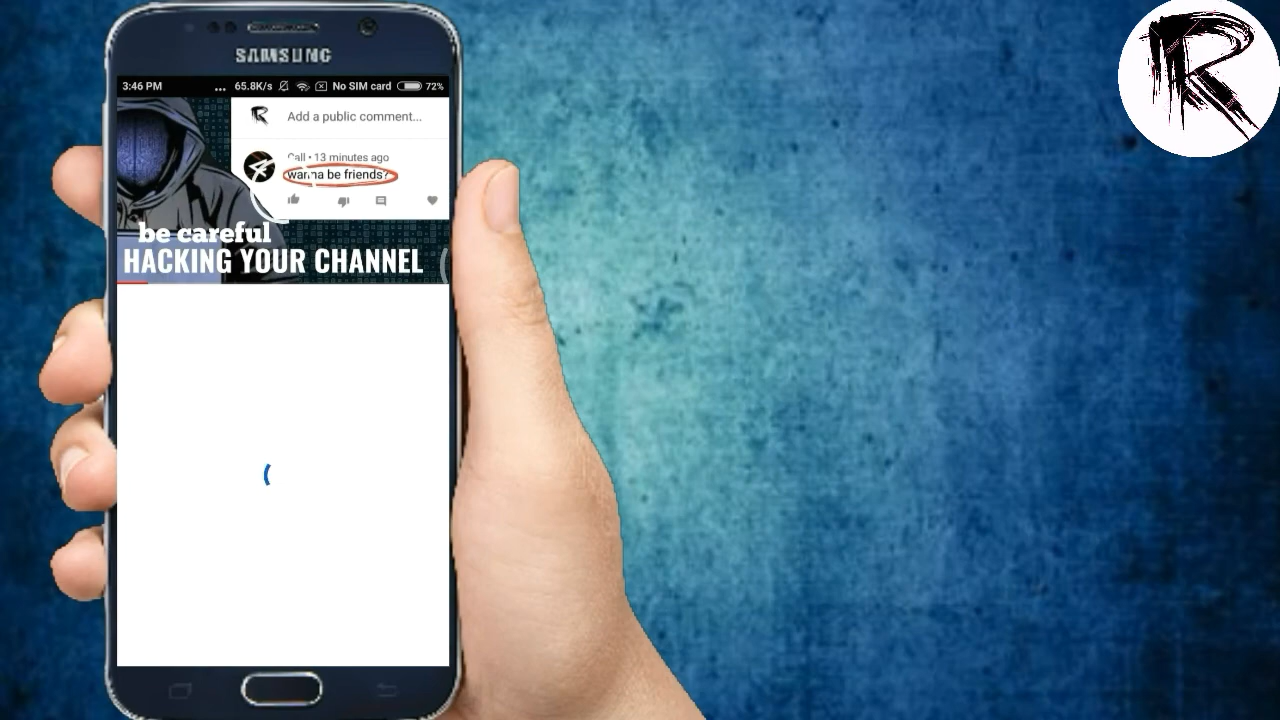 SAMSUNG
3:46 PM ... 65.8K/s No SIM card 72%
Add a public comment...
Call • 13 minutes ago
wanna be friends?
be careful
HACKING YOUR CHANNEL
R